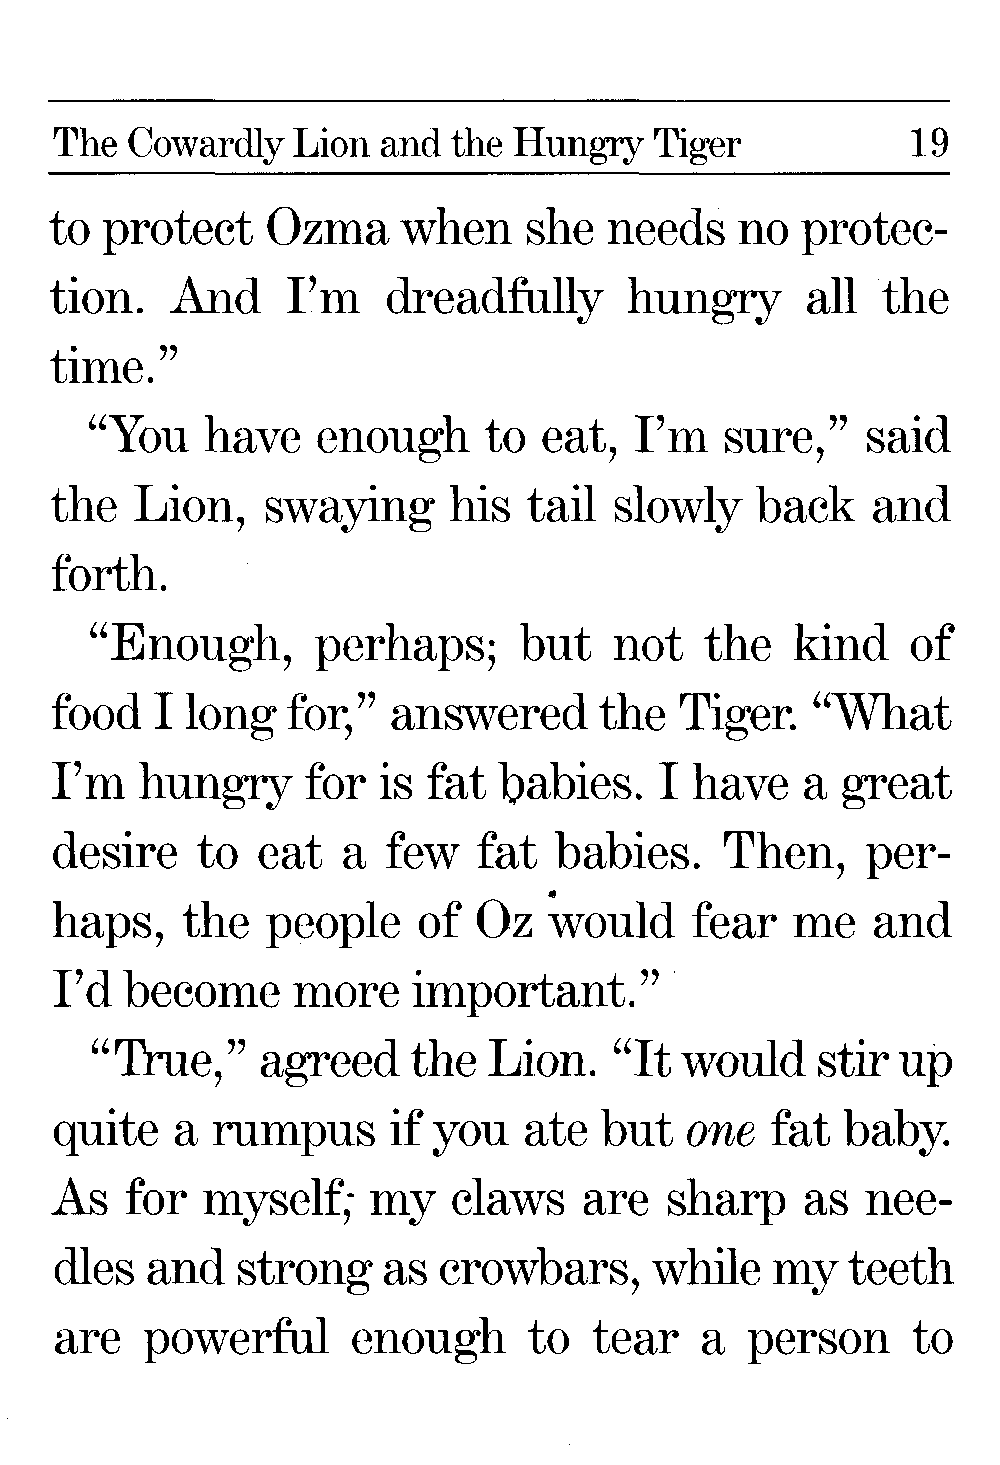 The Cowardly Lion and the Hungry Tiger 19
to protect Ozma when she needs no protec-
tion. And I’m dreadfully hungry all the
time.”
“You have enough to eat, I’m sure,” said
the Lion, swaying his tail slowly back and
forth.
“Enough, perhaps; but not the kind of
food I long for,” answered the Tiger. “What
I’m hungry for is fat babies. I have a great
desire to eat a few fat babies. Then, per-
haps, the people of Oz would fear me and
I’d become more important.”
“True,” agreed the Lion. “It would stir up
quite a rumpus if you ate but one fat baby.
As for myself; my claws are sharp as nee-
dles and strong as crowbars, while my teeth
are powerful enough to tear a person to